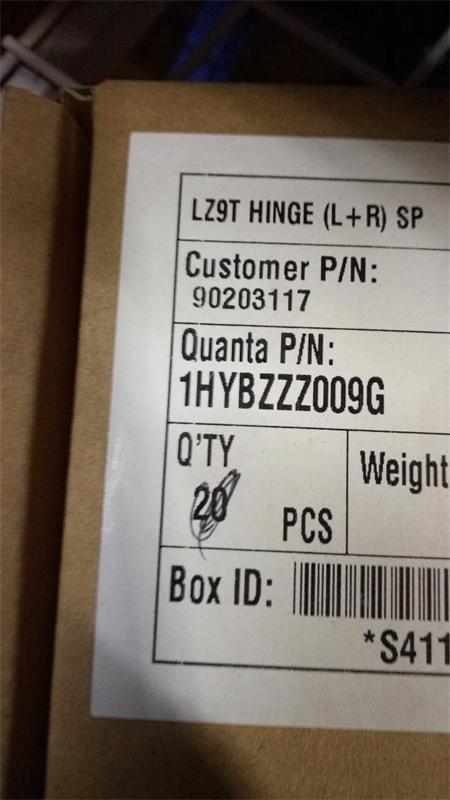 LZ9T HINGE (L+R) SP
Customer P/N:
90203117
Quanta P/N:
1HYBZZZ009G
Q'TY
Weight
20
PCS
Box ID:
*S411